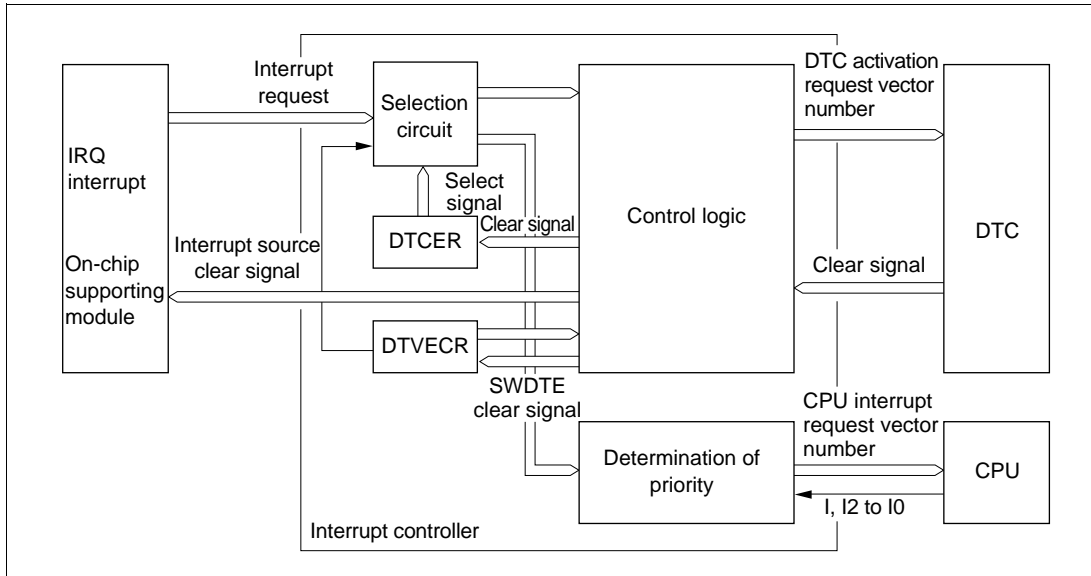 Interrupt
request
Selection
circuit
DTC activation
request vector
number
IRQ
interrupt
On-chip
supporting
module
Select
signal
DTCER
Clear signal
Control logic
DTC
Interrupt source
clear signal
Clear signal
DTVECR
SWDTE
clear signal
CPU interrupt
request vector
number
Determination of
priority
CPU
I, I2 to I0
Interrupt controller